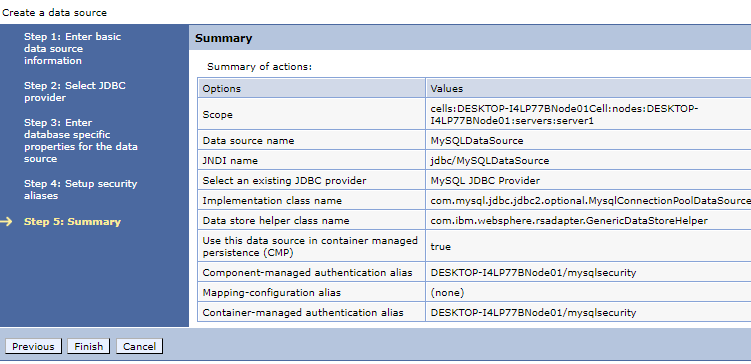 Create a data source
Step 1: Enter basic
data source
information
Step 2: Select JDBC
provider
Step 3: Enter
database specific
properties for the data
source
Step 4: Setup security
aliases
Step 5: Summary
Summary
Summary of actions:
Options Values
Scope cells:DESKTOP-I4LP77BNode01Cell:nodes:DESKTOP-
I4LP77BNode01:servers:server1
Data source name MySQLDataSource
JNDI name jdbc/MySQLDataSource
Select an existing JDBC provider MySQL JDBC Provider
Implementation class name com.mysql.jdbc.jdbc2.optional.MysqlConnectionPoolDataSource
Data store helper class name com.ibm.websphere.rsadapter.GenericDataStoreHelper
Use this data source in container managed
persistence (CMP) true
Component-managed authentication alias DESKTOP-I4LP77BNode01/mysqlsecurity
Mapping-configuration alias (none)
Container-managed authentication alias DESKTOP-I4LP77BNode01/mysqlsecurity
Previous Finish Cancel